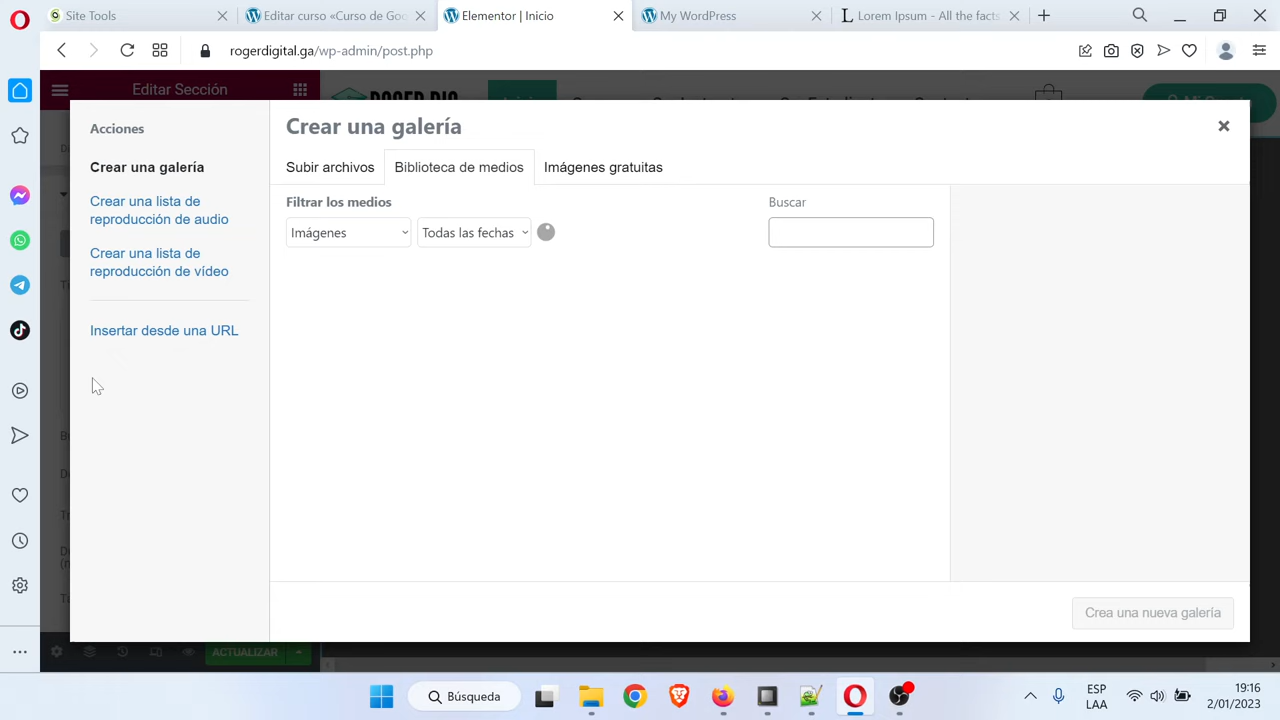 Site Tools
Editar curso «Curso de Goo
Elementor | Inicio
My WordPress
Lorem Ipsum - All the facts
rogerdigital.ga/wp-admin/post.php
Editar Sección
Acciones
Crear una galería
Crear una lista de
reproducción de audio
Crear una lista de
reproducción de vídeo
Insertar desde una URL
Crear una galería
Subir archivos
Biblioteca de medios
Imágenes gratuitas
Filtrar los medios
Imágenes
Todas las fechas
Buscar
Crea una nueva galería
ACTUALIZAR
Búsqueda
ESP
LAA
19:16
2/01/2023